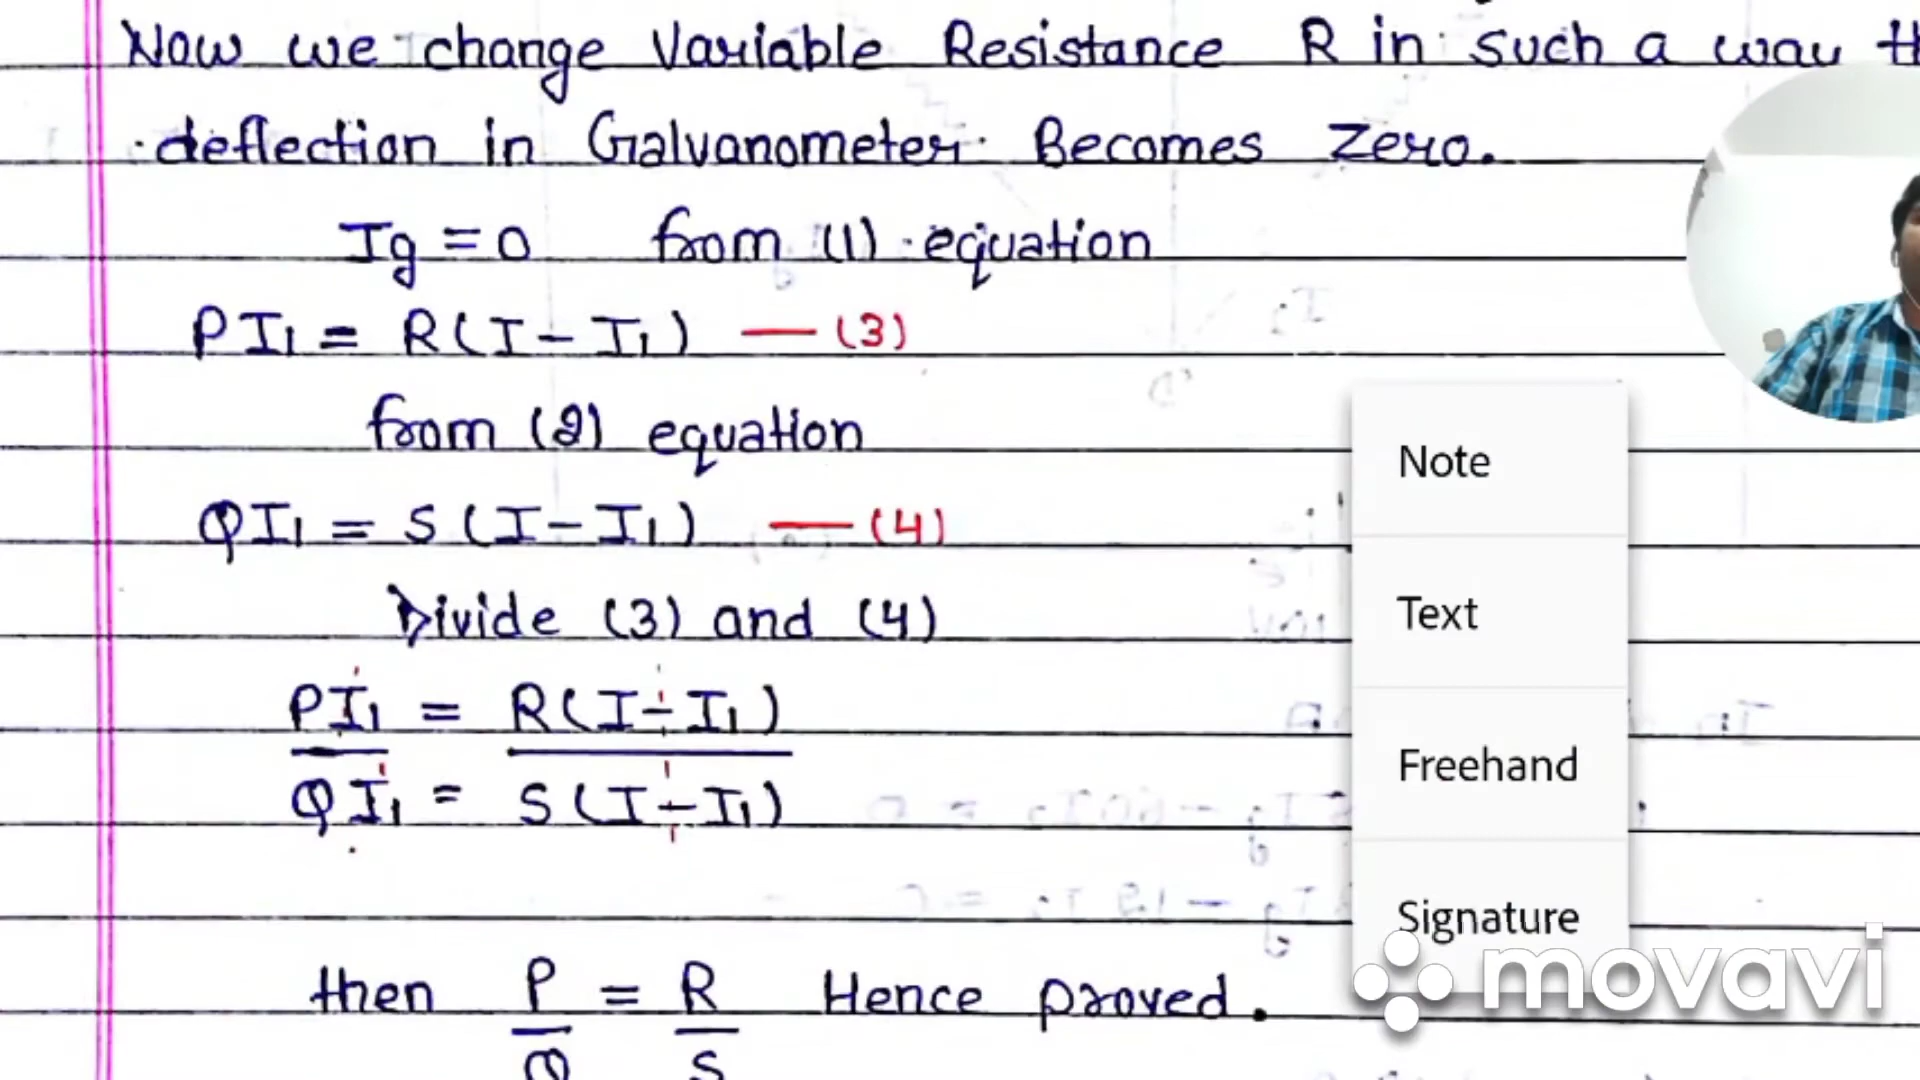 Now we change Variable Resistance R in such a way
deflection in Galvanometer Becomes Zero.
Ig = 0 from (1) equation
PI₁ = R(I - I₁) — (3)
from (2) equation
QI₁ = S(I - I₁) — (4)
Divide (3) and (4)
PI₁ = R(I - I₁)
QI₁ = S(I - I₁)
then P = R Hence proved.
Q S
Note
Text
Freehand
Signature
movavi